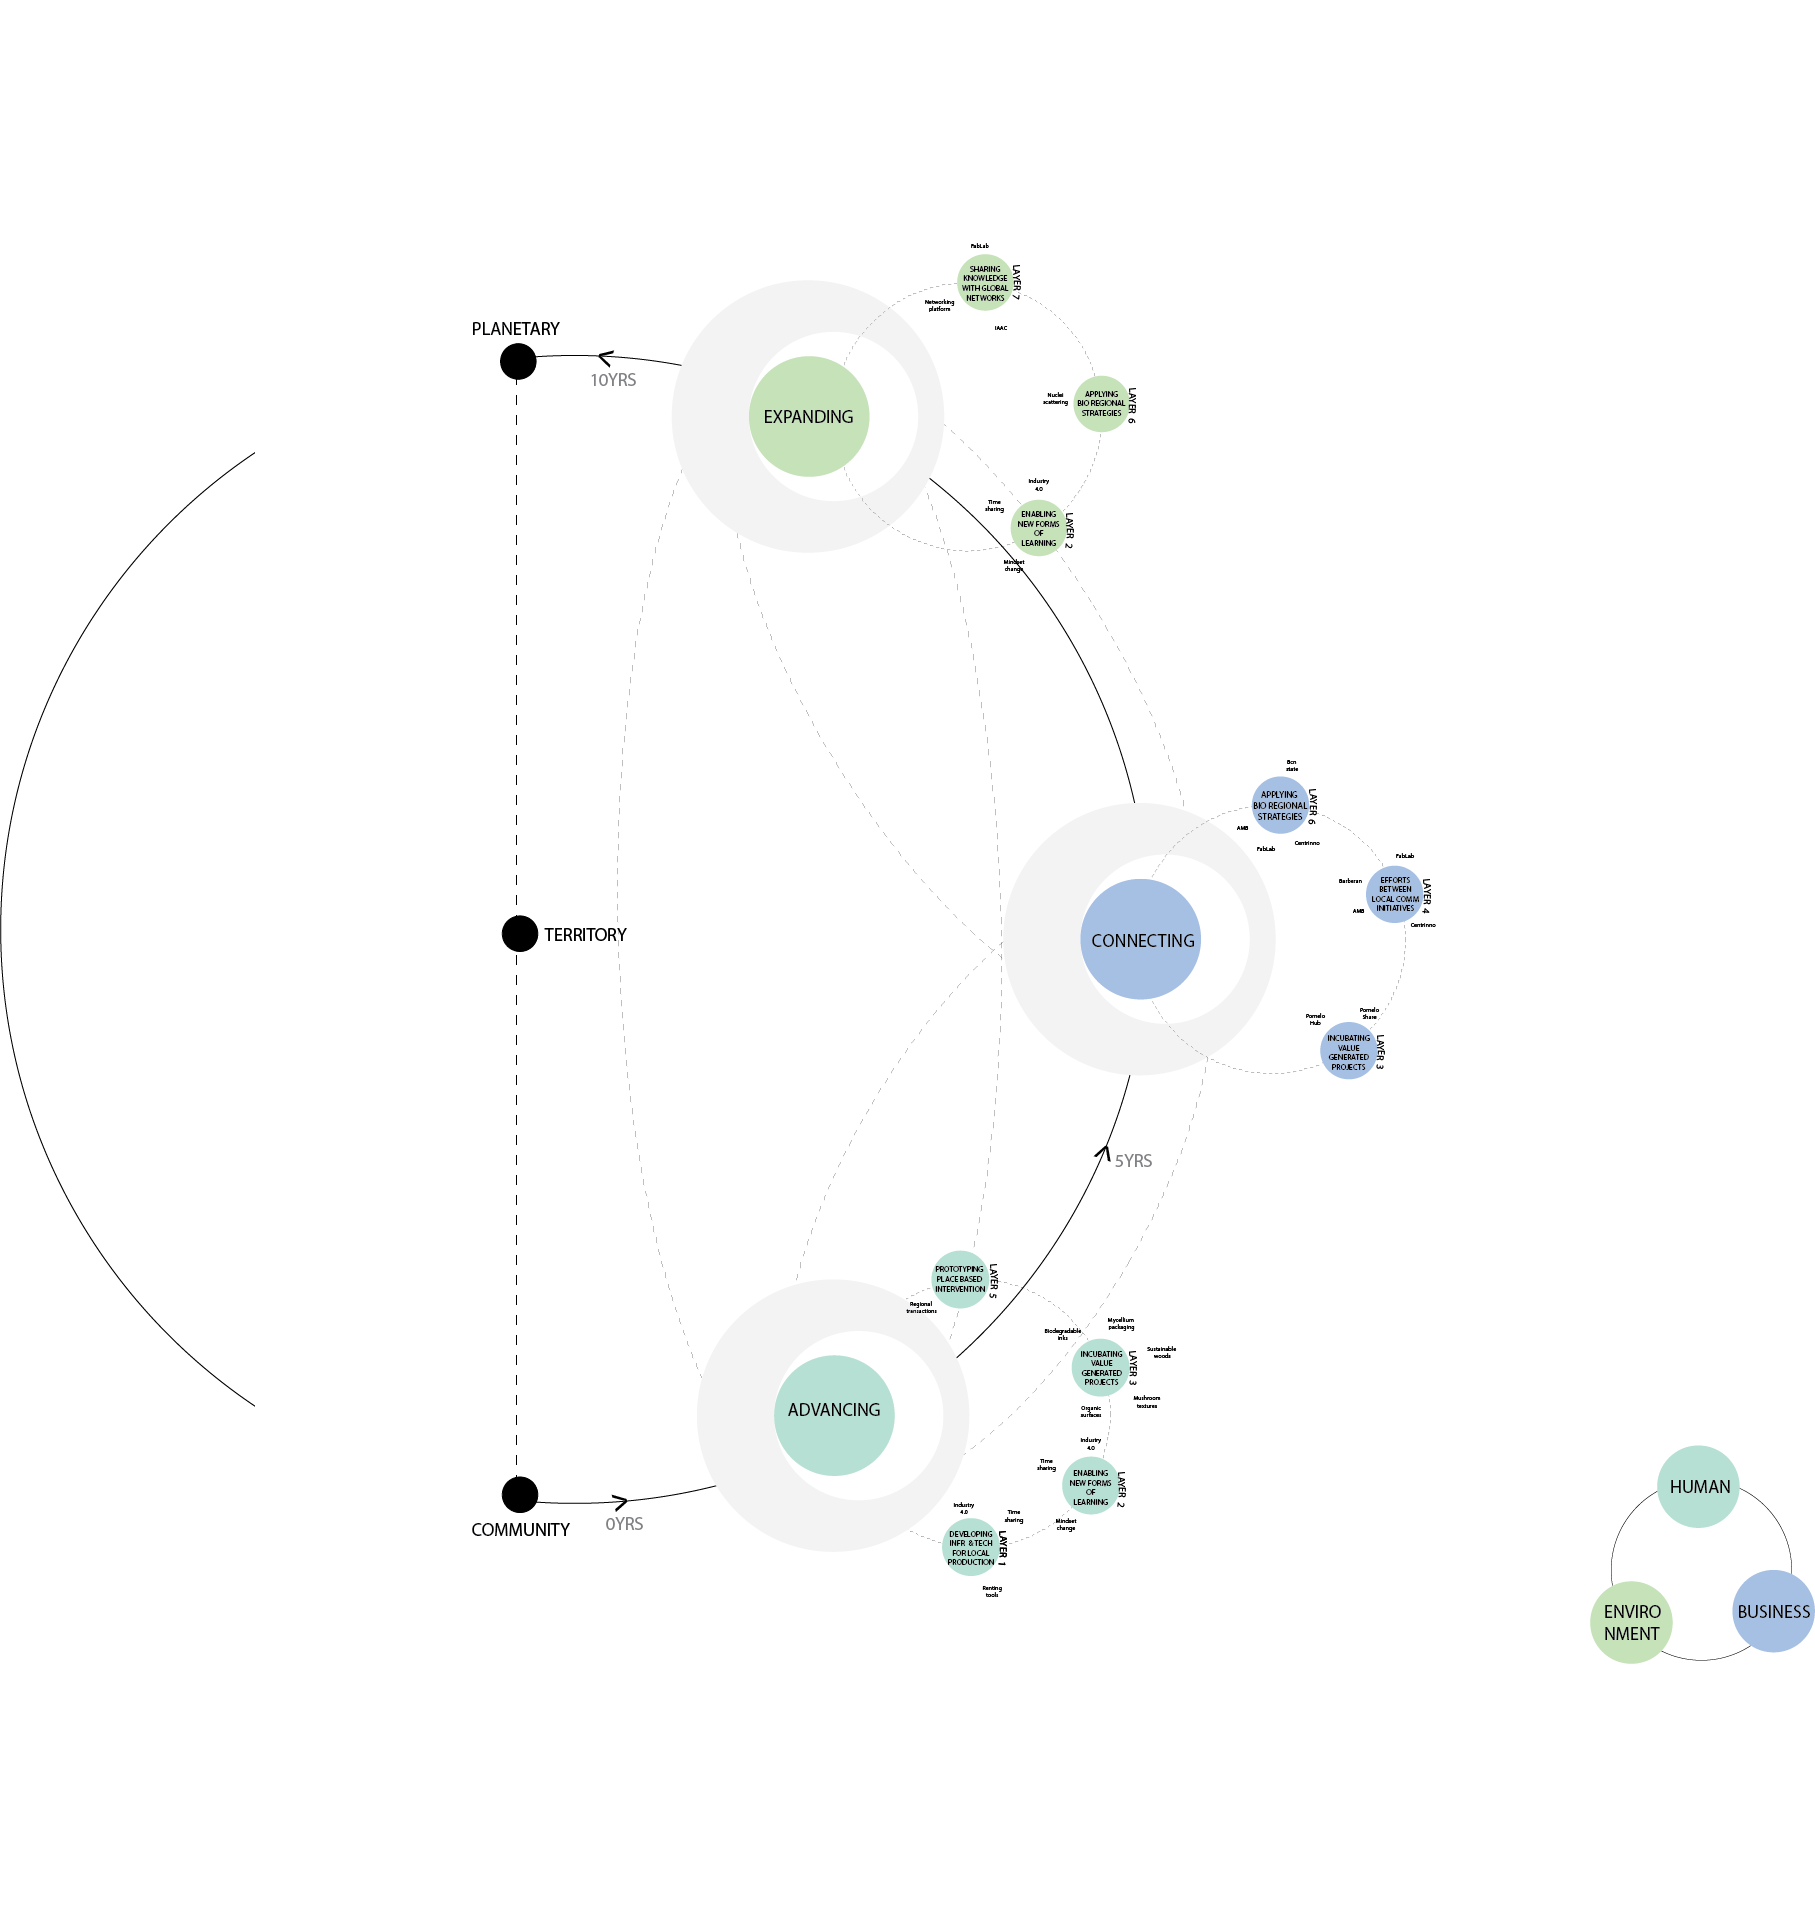 FabLab
SHARING
KNOWLEDGE
WITH GLOBAL
NETWORKS
LAYER 7
Networking
platform
IAAC
PLANETARY
10YRS
EXPANDING
Nuclei
scattering
APPLYING
BIO REGIONAL
STRATEGIES
LAYER 6
Industry
4.0
Time
sharing
ENABLING
NEW FORMS
OF
LEARNING
LAYER 2
Mindset
change
Bcn
state
APPLYING
BIO REGIONAL
STRATEGIES
LAYER 6
AMB
FabLab
Centrinno
FabLab
Barberan
EFFORTS
BETWEEN
LOCAL COMM
INITIATIVES
LAYER 4
AMB
Centrinno
TERRITORY
CONNECTING
Pomelo
Hub
Pomelo
Share
INCUBATING
VALUE
GENERATED
PROJECTS
LAYER 3
5YRS
PROTOTYPING
PLACE BASED
INTERVENTION
LAYER 5
Regional
transactions
Biodegradable
inks
Mycellium
packaging
Sustainable
woods
INCUBATING
VALUE
GENERATED
PROJECTS
LAYER 3
Mushroom
textures
Organic
surfaces
ADVANCING
Industry
4.0
Time
sharing
ENABLING
NEW FORMS
OF
LEARNING
LAYER 2
Mindset
change
Industry
4.0
Time
sharing
DEVELOPING
INFR &TECH
FOR LOCAL
PRODUCTION
LAYER 1
Renting
tools
COMMUNITY
0YRS
HUMAN
ENVIRO
NMENT
BUSINESS